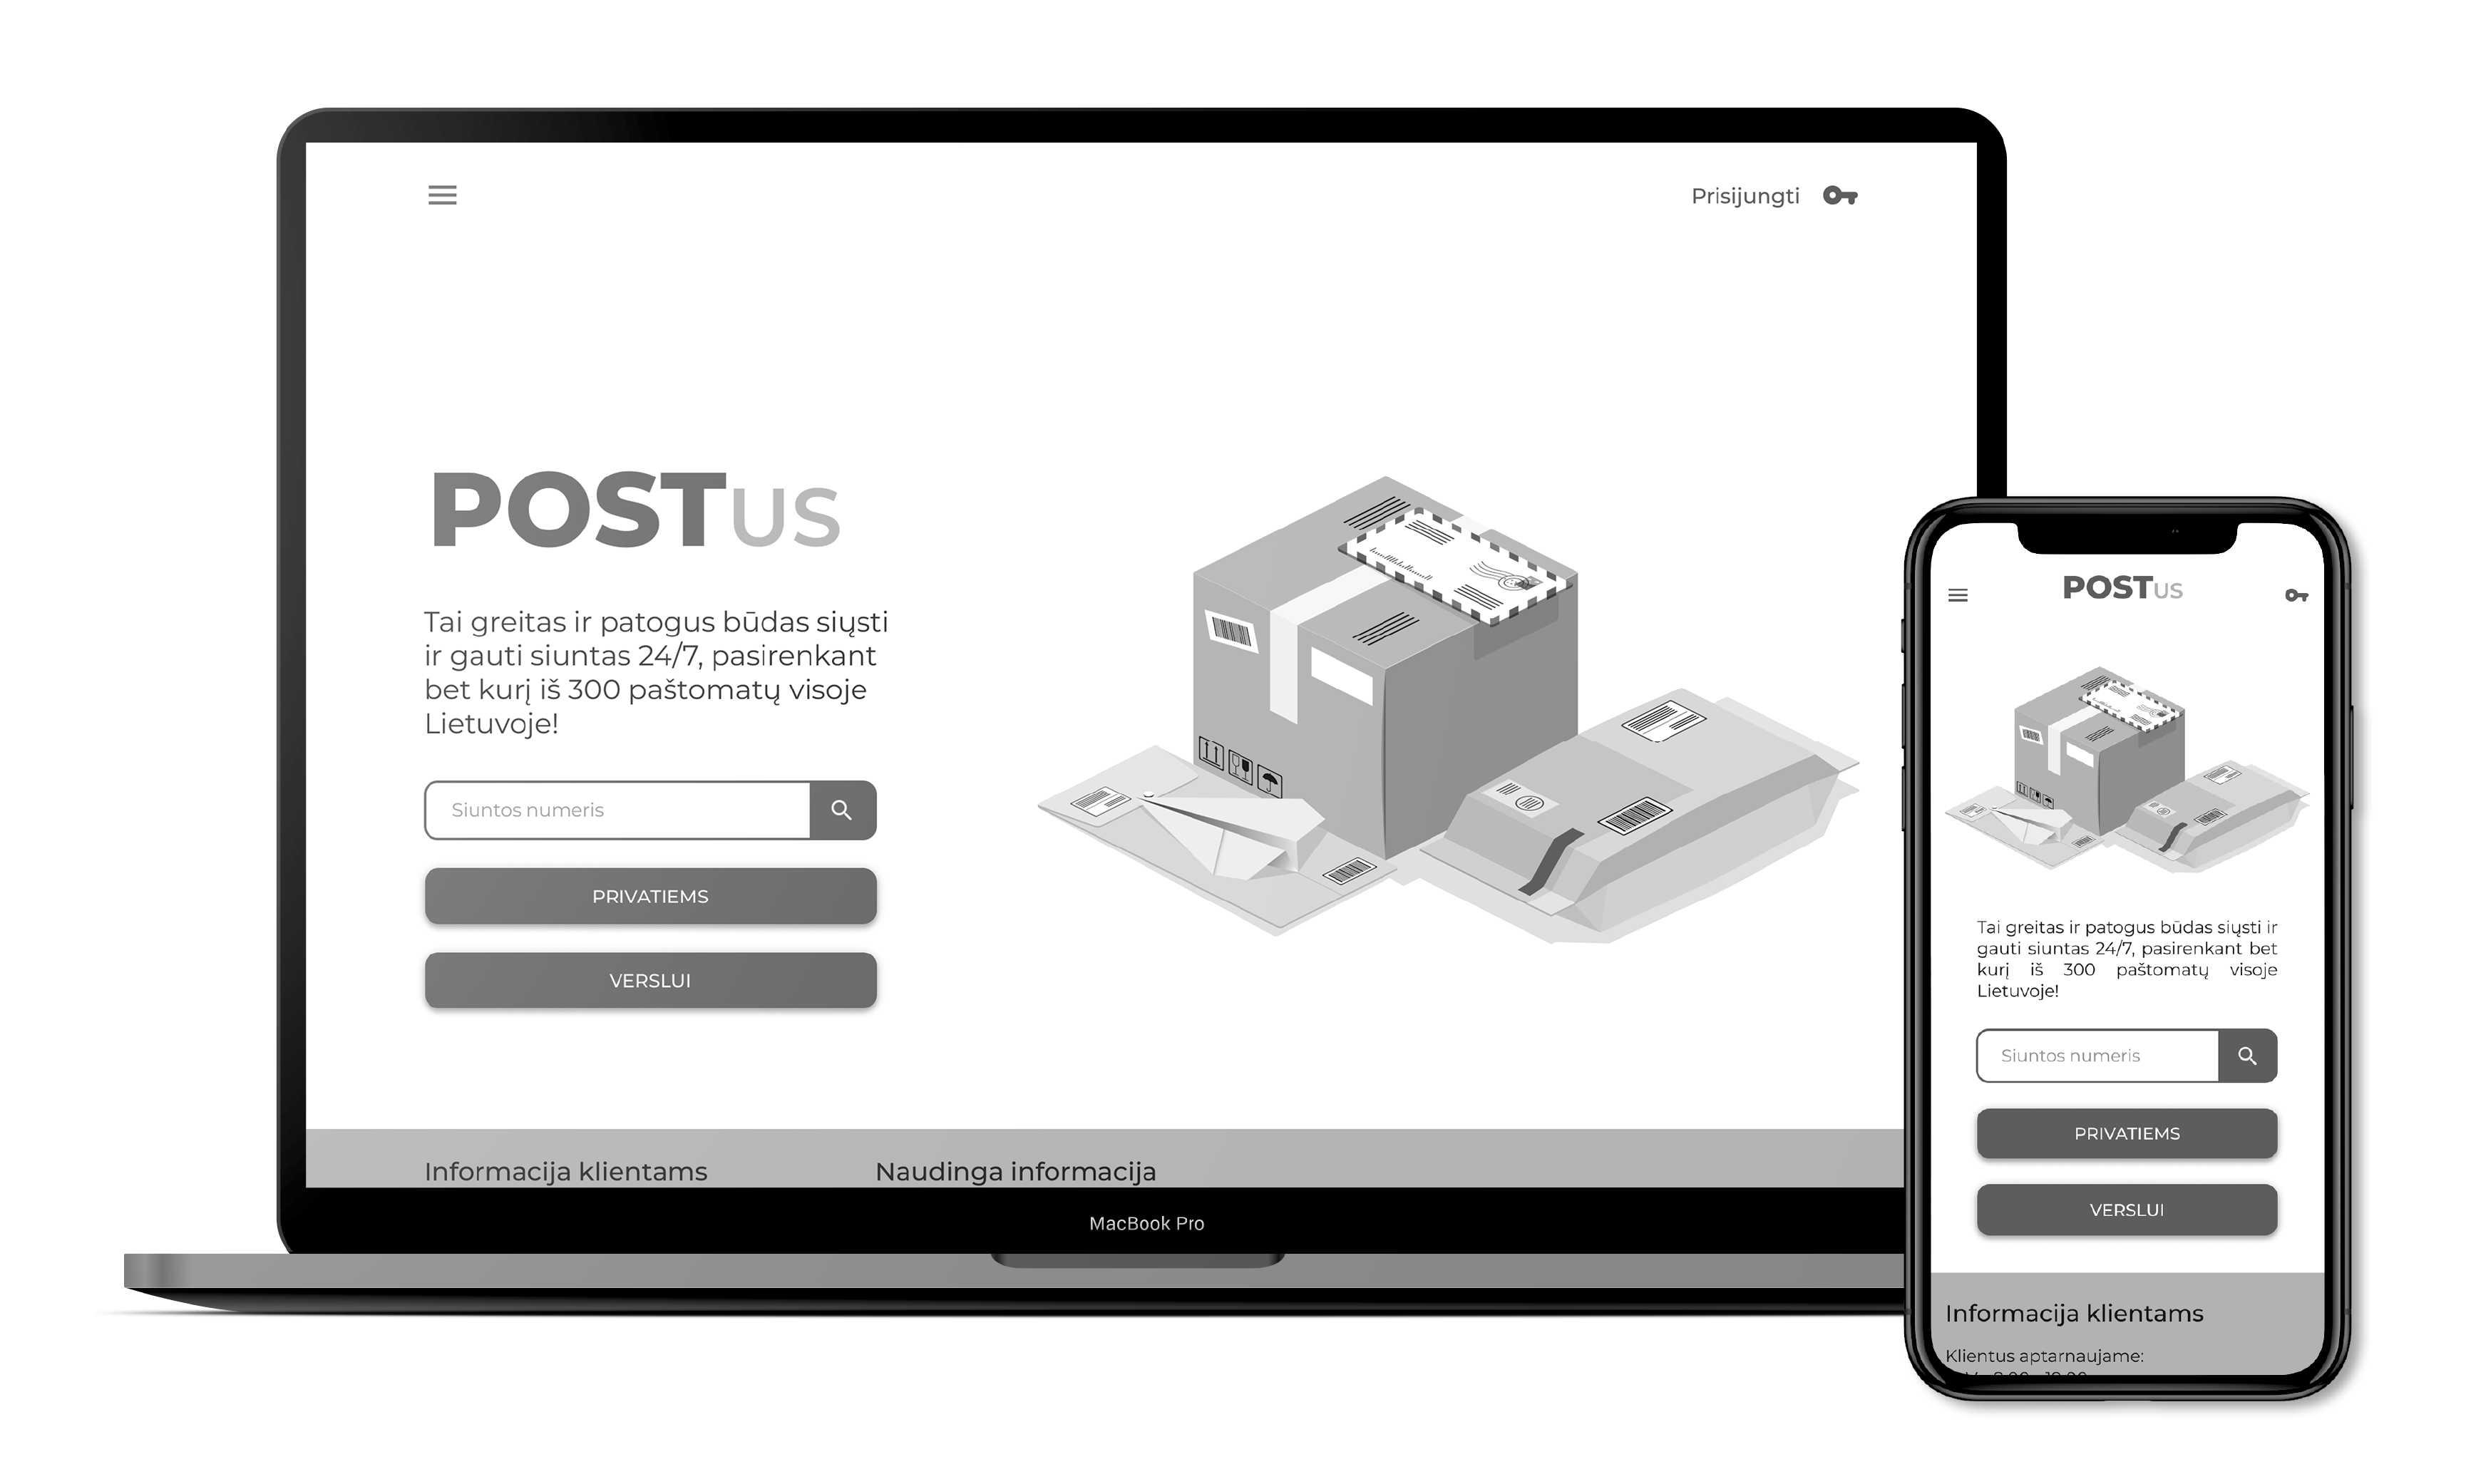 Prisijungti
POSTUS
Tai greitas ir patogus būdas siųsti
ir gauti siuntas 24/7, pasirenkant
bet kurį iš 300 paštomatų visoje
Lietuvoje!
Siuntos numeris
PRIVATIEMS
VERSLUI
Informacija klientams
Naudinga informacija
MacBook Pro
POSTUS
Tai greitas ir patogus būdas siųsti ir
gauti siuntas 24/7, pasirenkant bet
kurį iš 300 paštomatų visoje
Lietuvoje!
Siuntos numeris
PRIVATIEMS
VERSLUI
Informacija klientams
Klientus aptarnaujame: